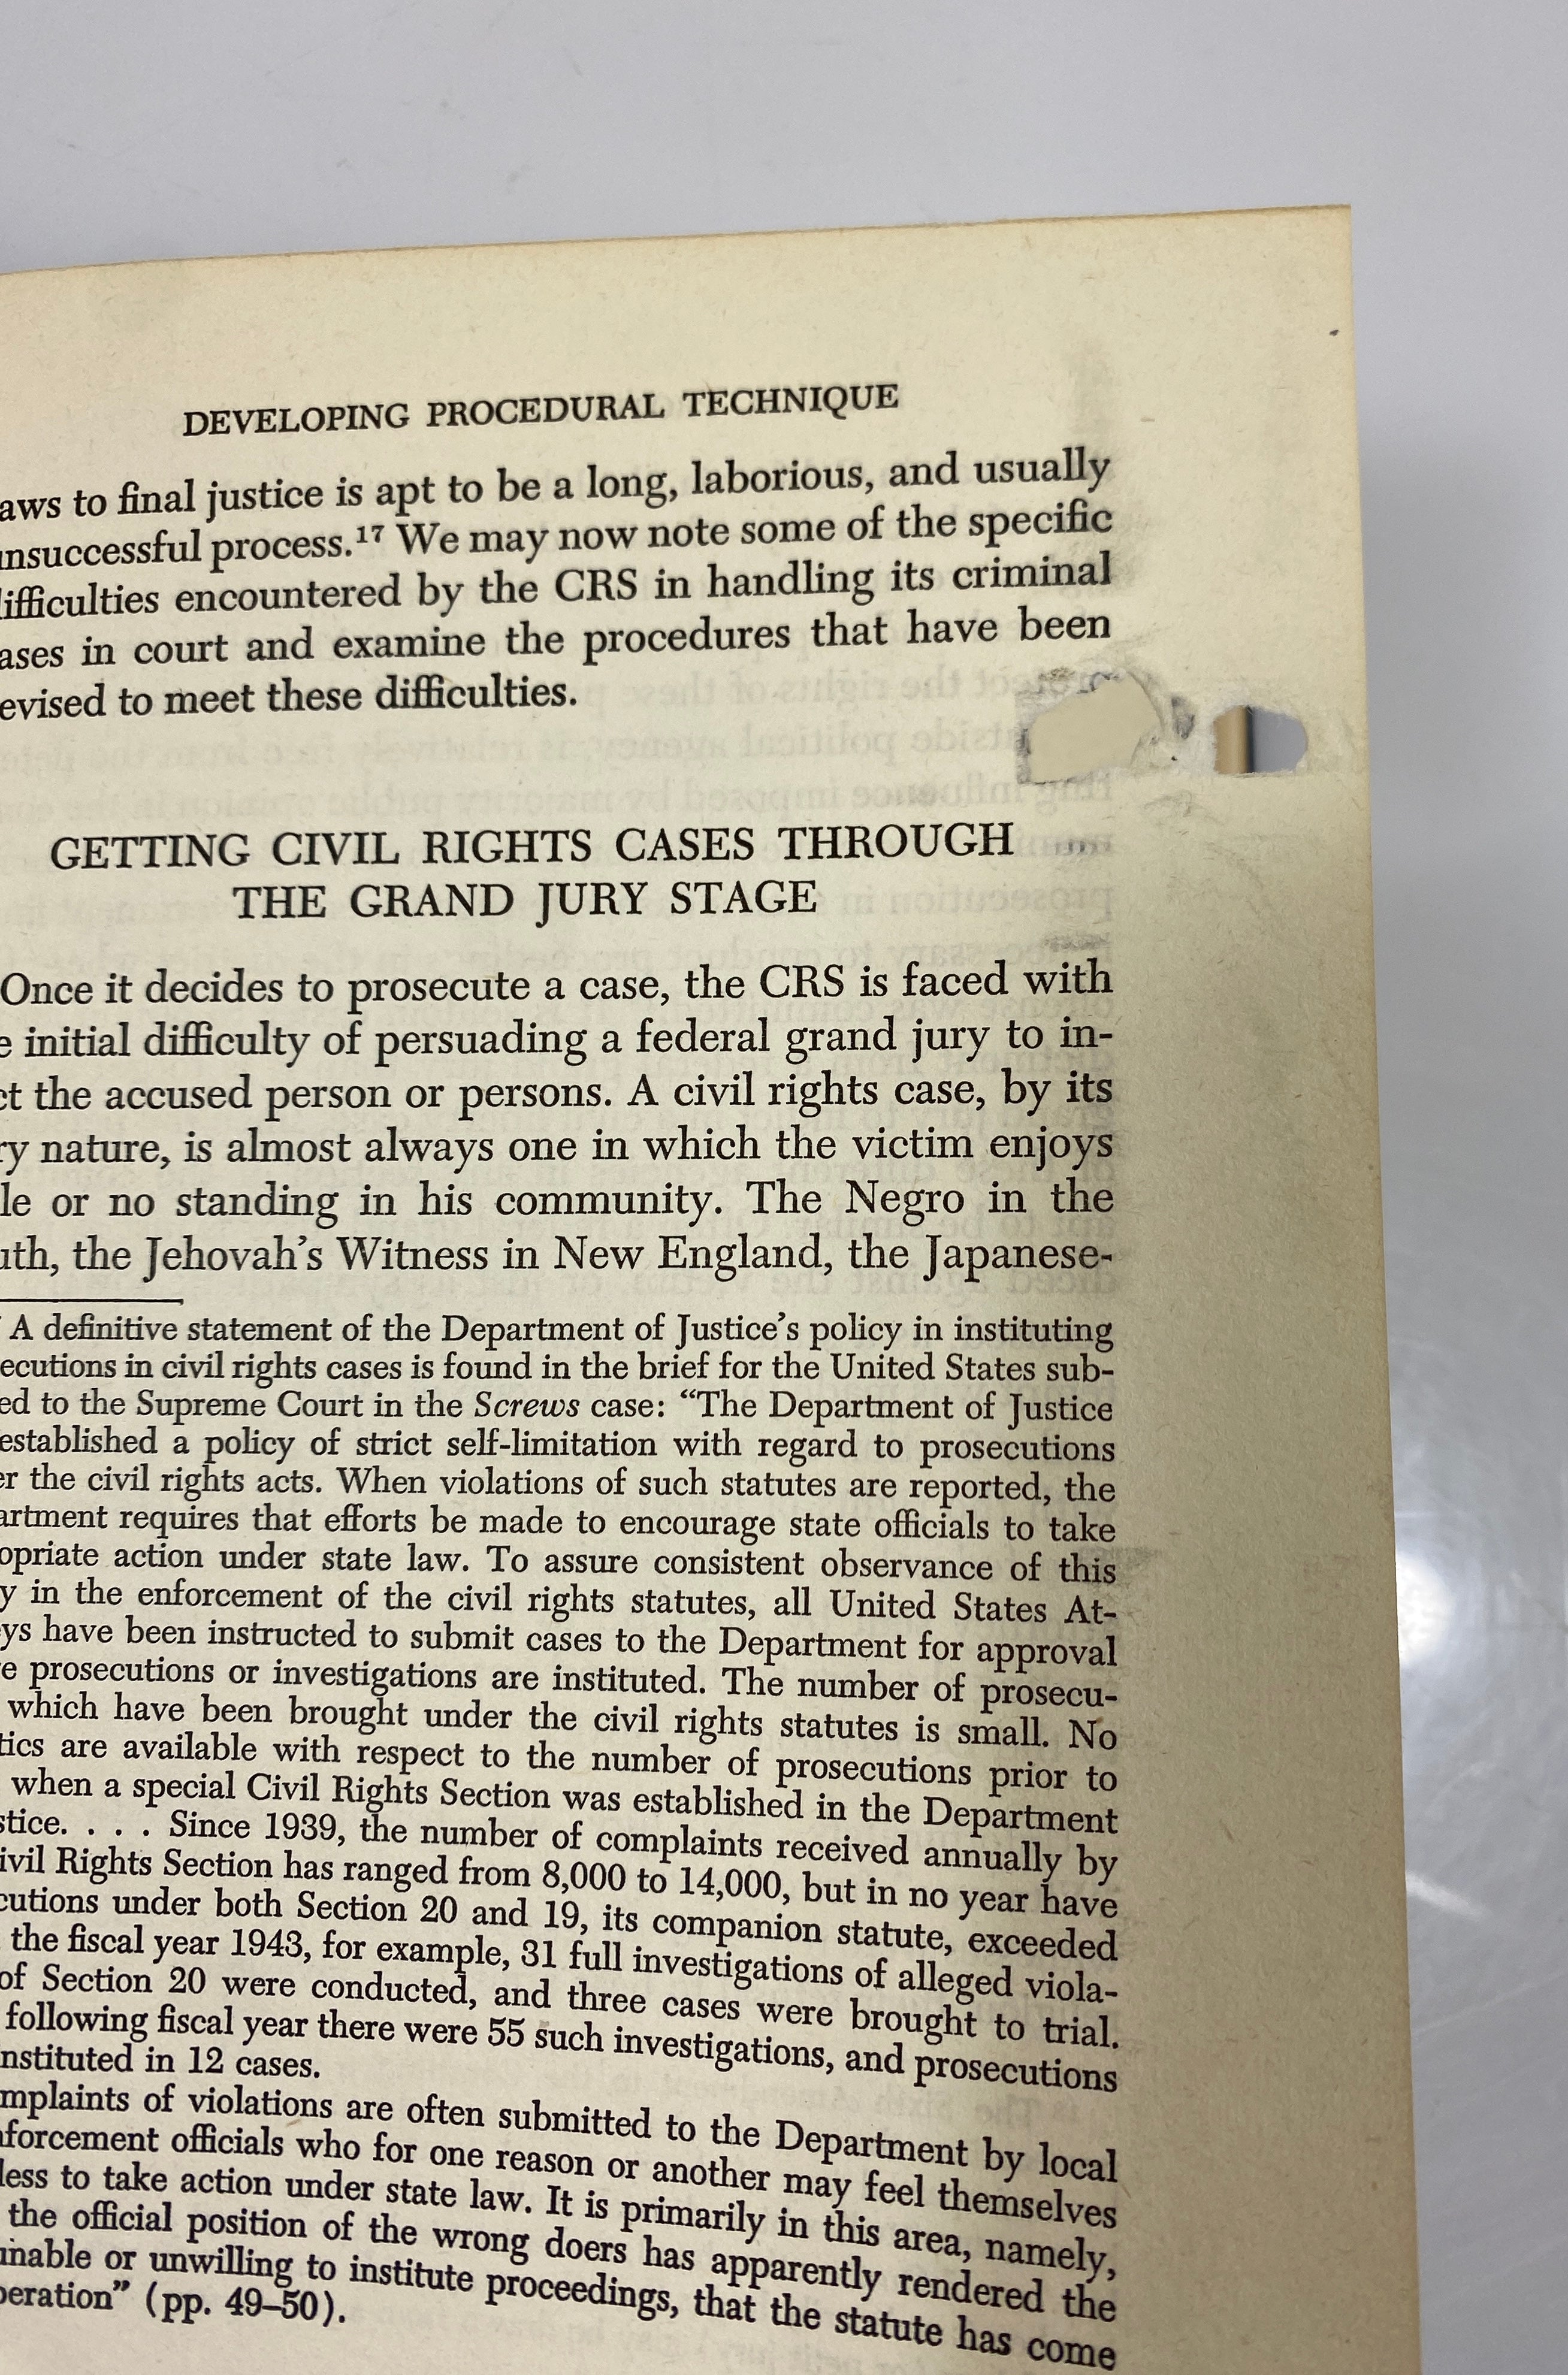 DEVELOPING PROCEDURAL TECHNIQUE
aws to final justice is apt to be a long, laborious, and usually
unsuccessful process.¹⁷ We may now note some of the specific
ifficulties encountered by the CRS in handling its criminal
ases in court and examine the procedures that have been
evised to meet these difficulties.
GETTING CIVIL RIGHTS CASES THROUGH
THE GRAND JURY STAGE
Once it decides to prosecute a case, the CRS is faced with
e initial difficulty of persuading a federal grand jury to in-
ct the accused person or persons. A civil rights case, by its
ry nature, is almost always one in which the victim enjoys
le or no standing in his community. The Negro in the
uth, the Jehovah's Witness in New England, the Japanese-
A definitive statement of the Department of Justice's policy in instituting
ecutions in civil rights cases is found in the brief for the United States sub-
ed to the Supreme Court in the Screws case: “The Department of Justice
established a policy of strict self-limitation with regard to prosecutions
er the civil rights acts. When violations of such statutes are reported, the
artment requires that efforts be made to encourage state officials to take
opriate action under state law. To assure consistent observance of this
y in the enforcement of the civil rights statutes, all United States At-
ys have been instructed to submit cases to the Department for approval
e prosecutions or investigations are instituted. The number of prosecu-
which have been brought under the civil rights statutes is small. No
tics are available with respect to the number of prosecutions prior to
when a special Civil Rights Section was established in the Department
stice. . . . Since 1939, the number of complaints received annually by
ivil Rights Section has ranged from 8,000 to 14,000, but in no year have
cutions under both Section 20 and 19, its companion statute, exceeded
the fiscal year 1943, for example, 31 full investigations of alleged viola-
of Section 20 were conducted, and three cases were brought to trial.
following fiscal year there were 55 such investigations, and prosecutions
nstituted in 12 cases.
mplaints of violations are often submitted to the Department by local
nforcement officials who for one reason or another may feel themselves
less to take action under state law. It is primarily in this area, namely,
the official position of the wrong doers has apparently rendered the
unable or unwilling to institute proceedings, that the statute has come
peration” (pp. 49–50).